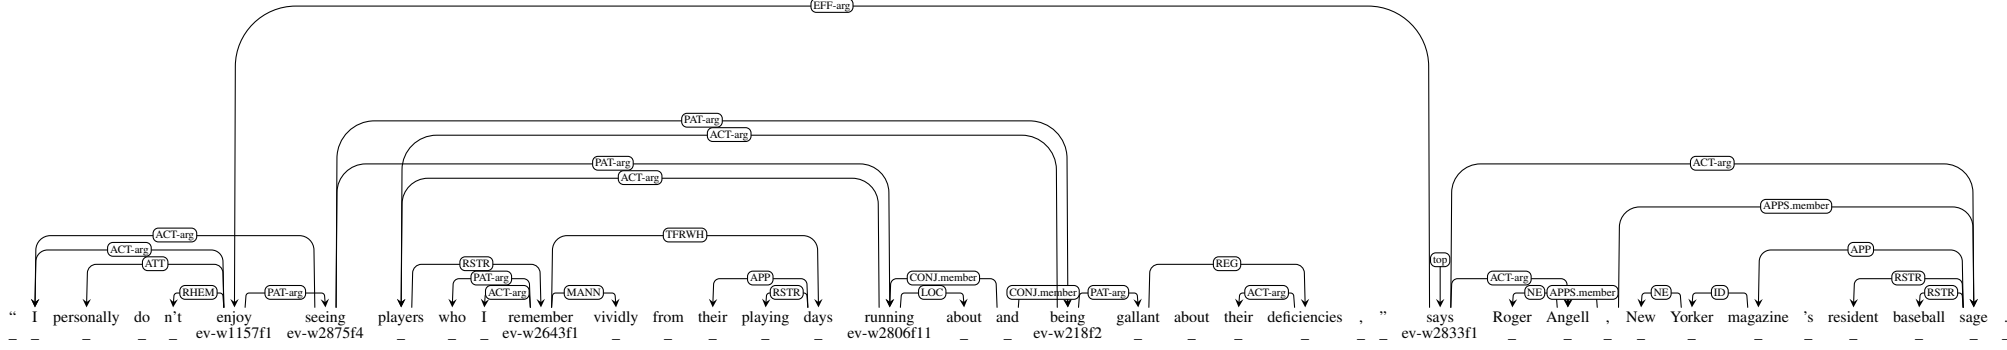 EFF-arg
PAT-arg
ACT-arg
PAT-arg ACT-arg
ACT-arg
APPS.member
ACT-arg TFRWH
ACT-arg APP
top
ATT RSTR REG
PAT-arg APP CONJ.member ACT-arg RSTR
RHEM PAT-arg ACT-arg MANN RSTR LOC CONJ.member PAT-arg ACT-arg NE APPS.member NE ID RSTR
“ I personally do n’t enjoy seeing players who I remember vividly from their playing days running about and being gallant about their deficiencies , ” says Roger Angell , New Yorker magazine ’s resident baseball sage .
_ _ _ _ _ ev-w1157f1 ev-w2875f4 _ _ _ ev-w2643f1 _ _ _ _ _ ev-w2806f11 _ _ ev-w218f2 _ _ _ _ _ _ ev-w2833f1 _ _ _ _ _ _ _ _ _ _ _